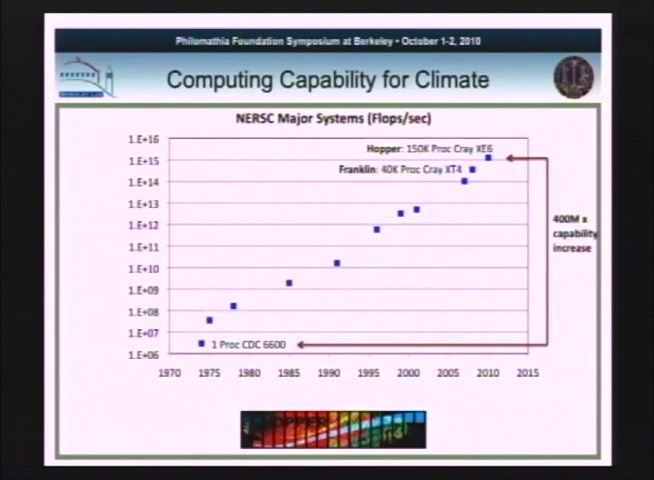 Philomathia Foundation Symposium at Berkeley • October 1-2, 2010
Computing Capability for Climate
BERKELEY LAB
NERSC Major Systems (Flops/sec)
1.E+16
1.E+15
1.E+14
1.E+13
1.E+12
1.E+11
1.E+10
1.E+09
1.E+08
1.E+07
1.E+06
Hopper: 150K Proc Cray XE6
Franklin: 40K Proc Cray XT4
400M x
capability
increase
1 Proc CDC 6600
1970 1975 1980 1985 1990 1995 2000 2005 2010 2015